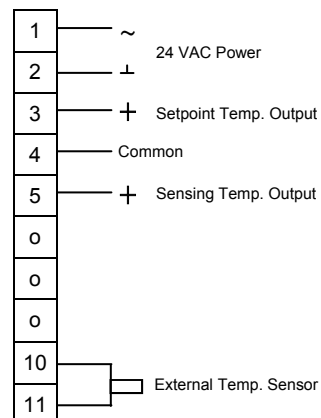 1 ~
24 VAC Power
2 ⊥
3 + Setpoint Temp. Output
4 Common
5 + Sensing Temp. Output
o
o
o
10
External Temp. Sensor
11